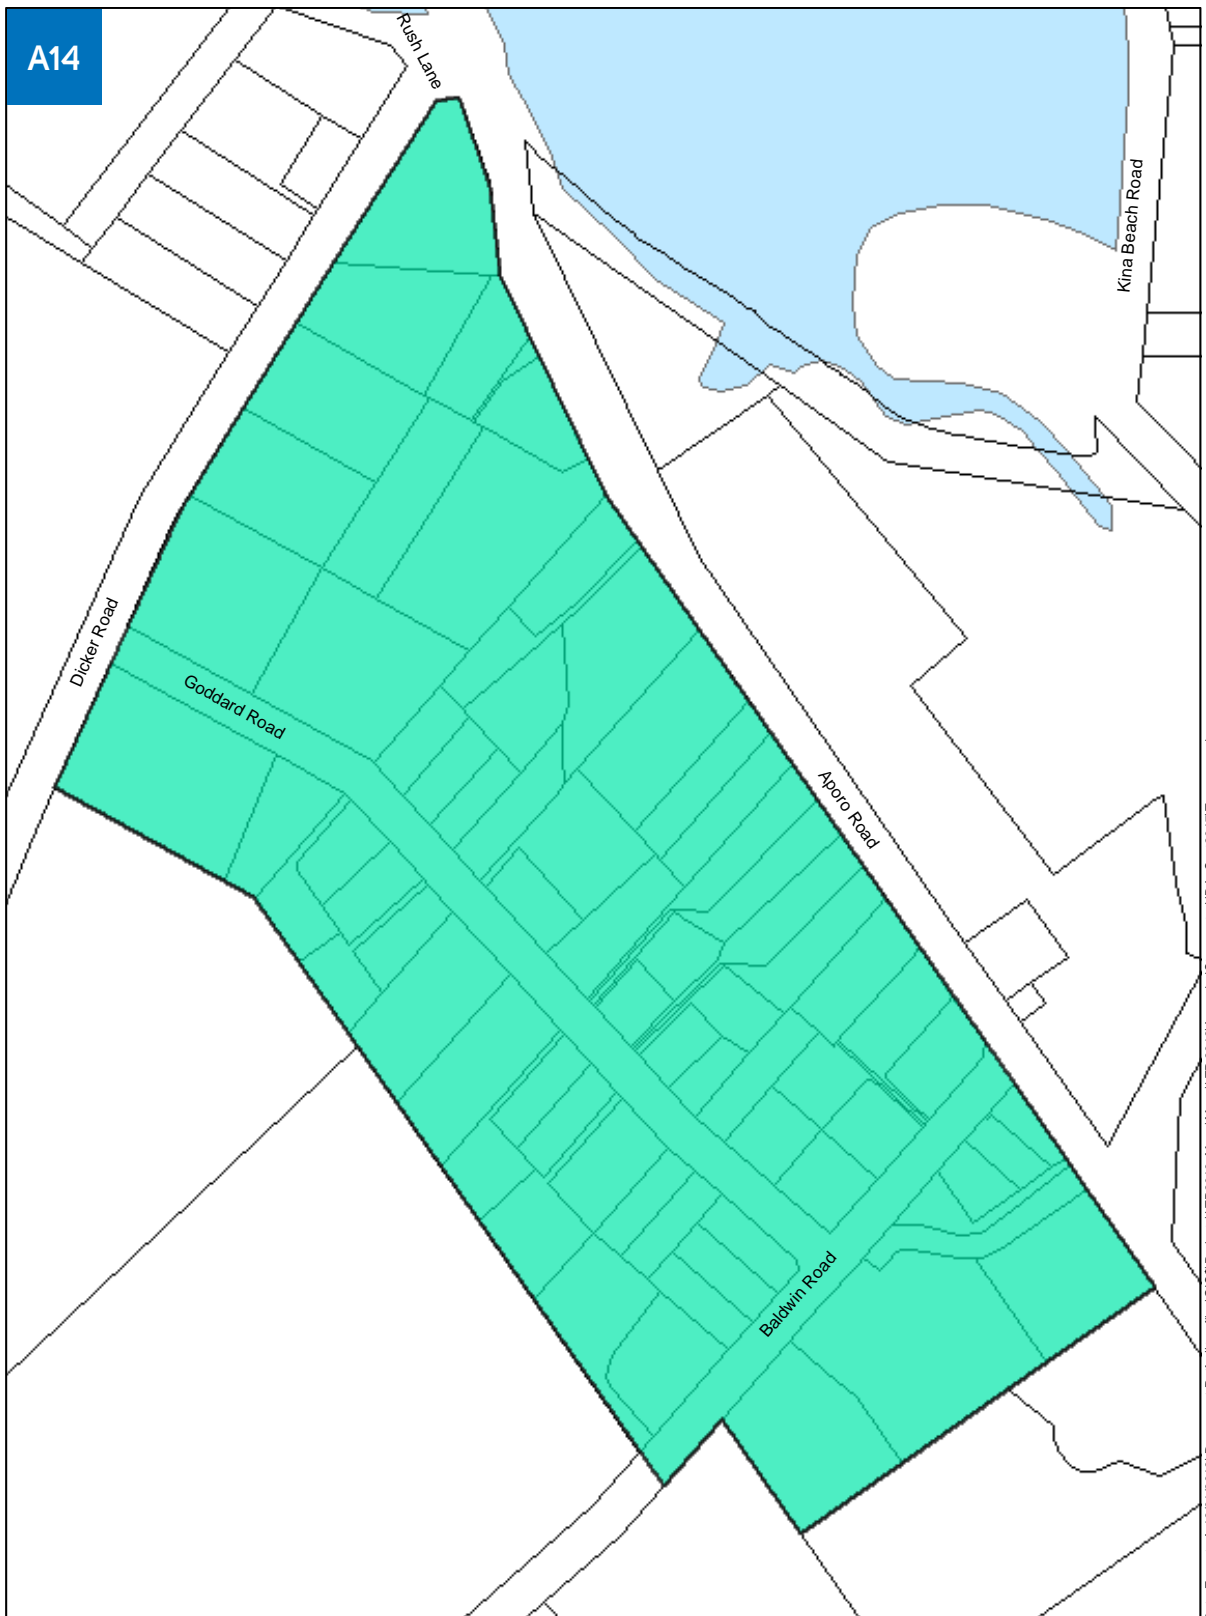 A14
Rush Lane
Kina Beach Road
Dicker Road
Goddard Road
Aporo Road
Baldwin Road